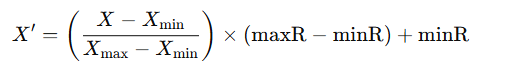 X′ = ( (X − X_min) / (X_max − X_min) ) × (maxR − minR) + minR